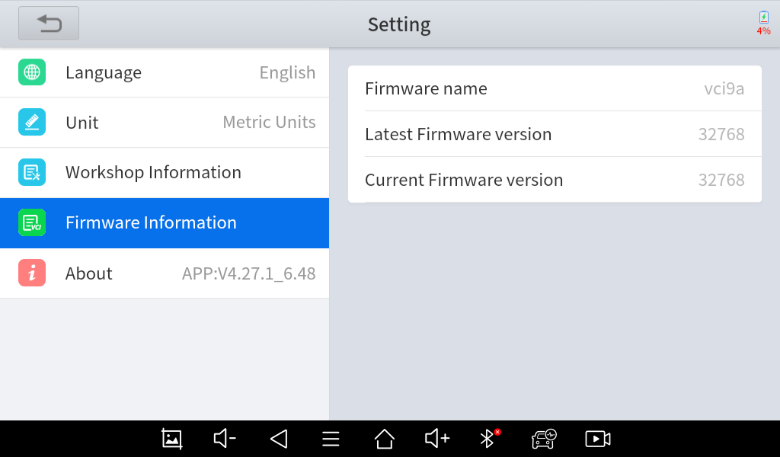 Setting
4%
Language English
Unit Metric Units
Workshop Information
VCI
Firmware Information
About APP:V4.27.1_6.48
Firmware name vci9a
Latest Firmware version 32768
Current Firmware version 32768